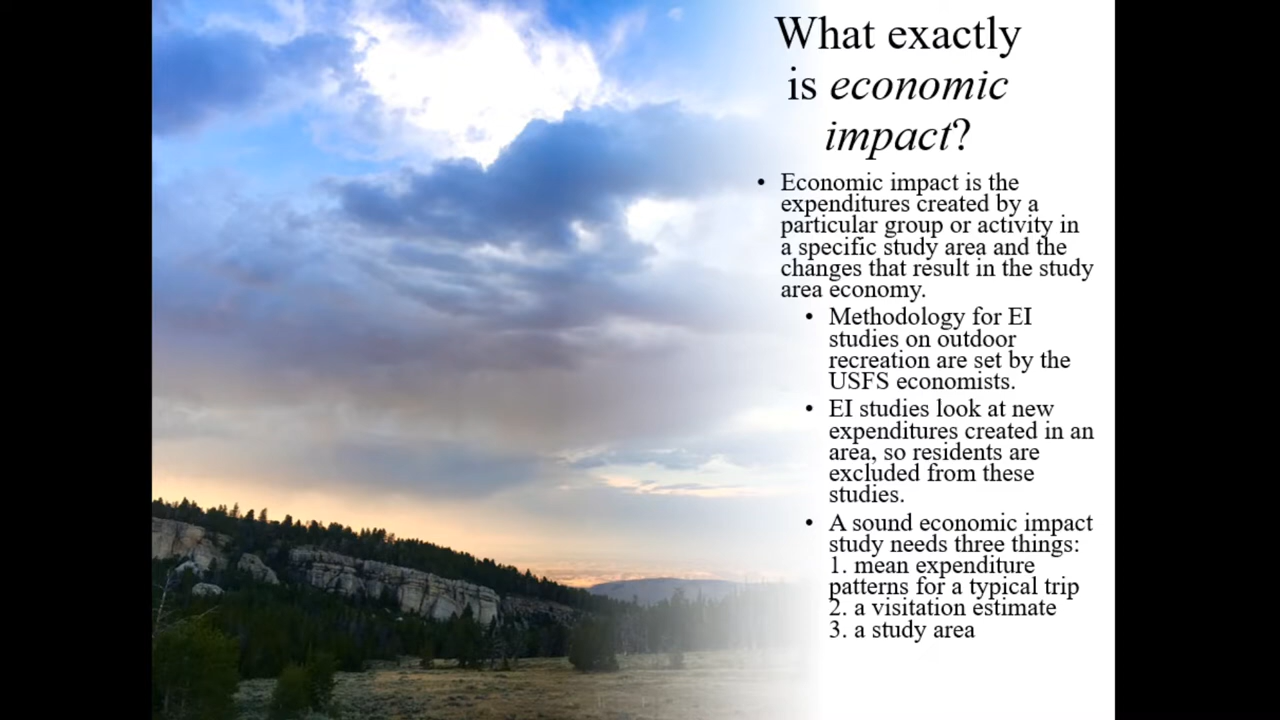 What exactly
is economic
impact?
• Economic impact is the
expenditures created by a
particular group or activity in
a specific study area and the
changes that result in the study
area economy.
• Methodology for EI
studies on outdoor
recreation are set by the
USFS economists.
• EI studies look at new
expenditures created in an
area, so residents are
excluded from these
studies.
• A sound economic impact
study needs three things:
1. mean expenditure
patterns for a typical trip
2. a visitation estimate
3. a study area